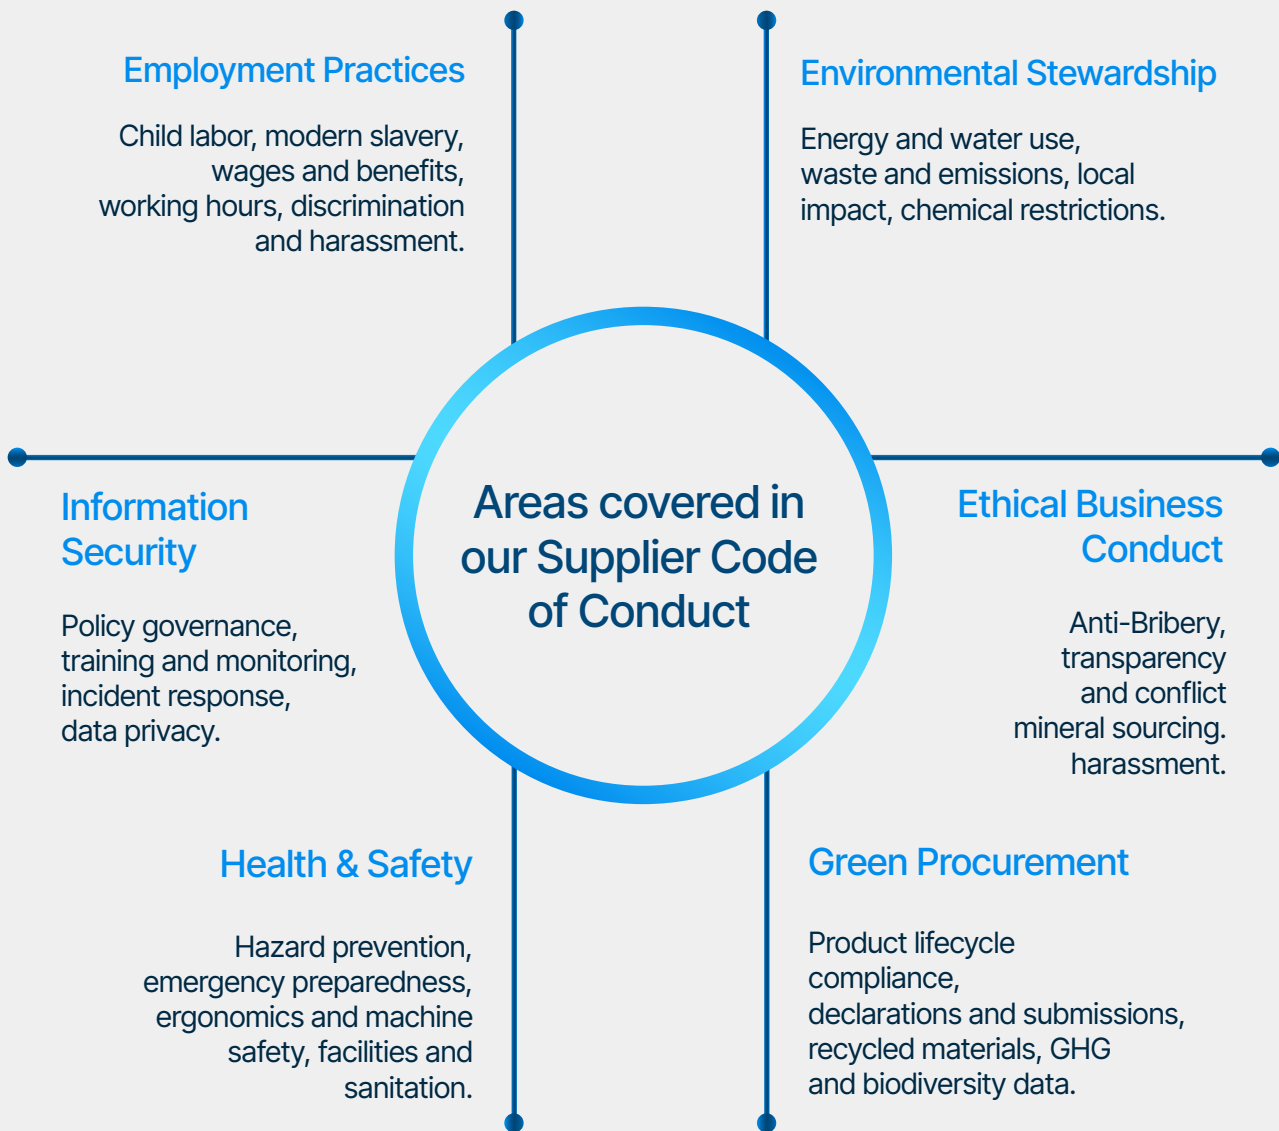 Employment Practices
Child labor, modern slavery,
wages and benefits,
working hours, discrimination
and harassment.
Environmental Stewardship
Energy and water use,
waste and emissions, local
impact, chemical restrictions.
Information
Security
Policy governance,
training and monitoring,
incident response,
data privacy.
Areas covered in
our Supplier Code
of Conduct
Ethical Business
Conduct
Anti-Bribery,
transparency
and conflict
mineral sourcing.
harassment.
Health & Safety
Hazard prevention,
emergency preparedness,
ergonomics and machine
safety, facilities and
sanitation.
Green Procurement
Product lifecycle
compliance,
declarations and submissions,
recycled materials, GHG
and biodiversity data.